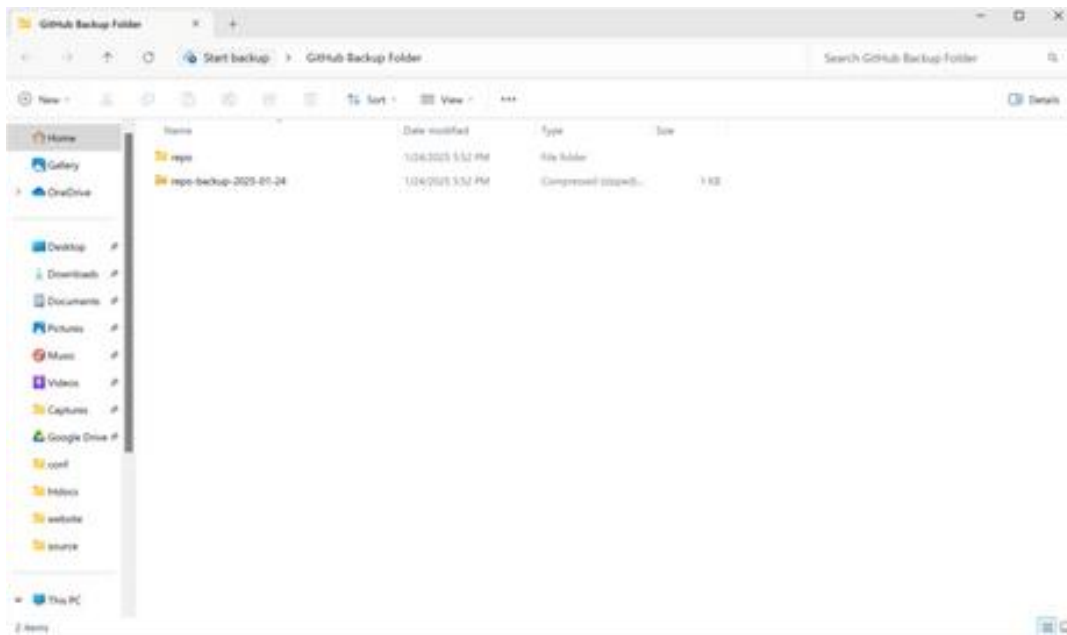 GitHub Backup Folder
Start backup > GitHub Backup Folder
Search GitHub Backup Folder
New
Sort
View
Details
Name
Date modified
Type
Size
repo
1/24/2025 5:52 PM
File folder
repo-backup-2025-01-24
1/24/2025 5:52 PM
Compressed (zipped)...
1 KB
Home
Gallery
OneDrive
Desktop
Downloads
Documents
Pictures
Music
Videos
Captures
Google Drive
conf
htdocs
website
source
This PC
2 items